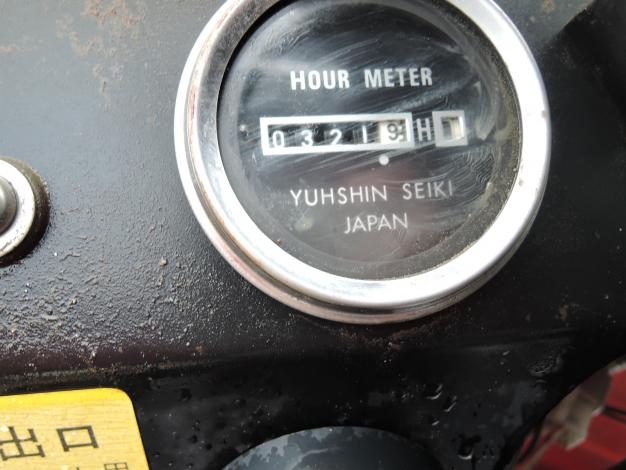 HOUR METER
03219 H
YUHSHIN SEIKI
JAPAN
出口